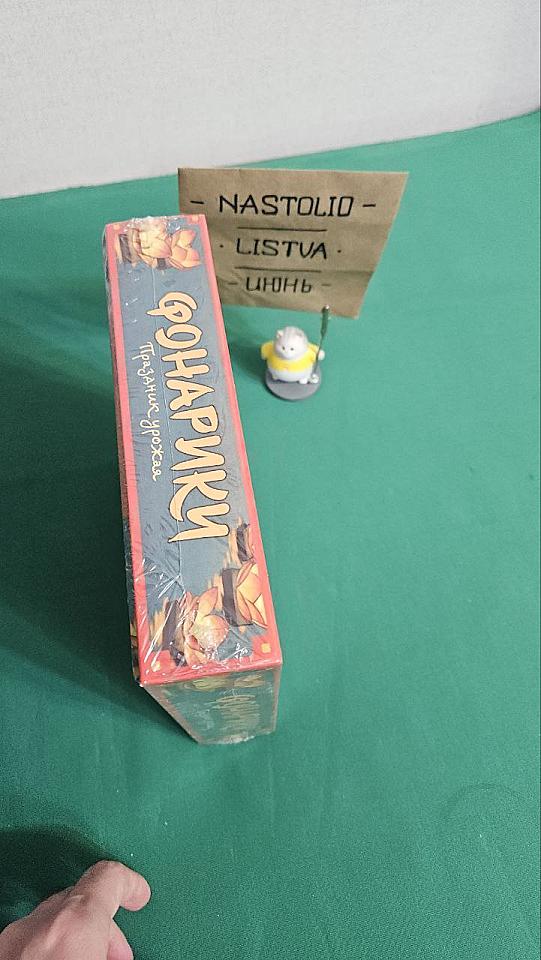 - NASTOLIO -
· LISTVA ·
- ИЮНЬ -
ФОНАРИКИ
Праздник урожая